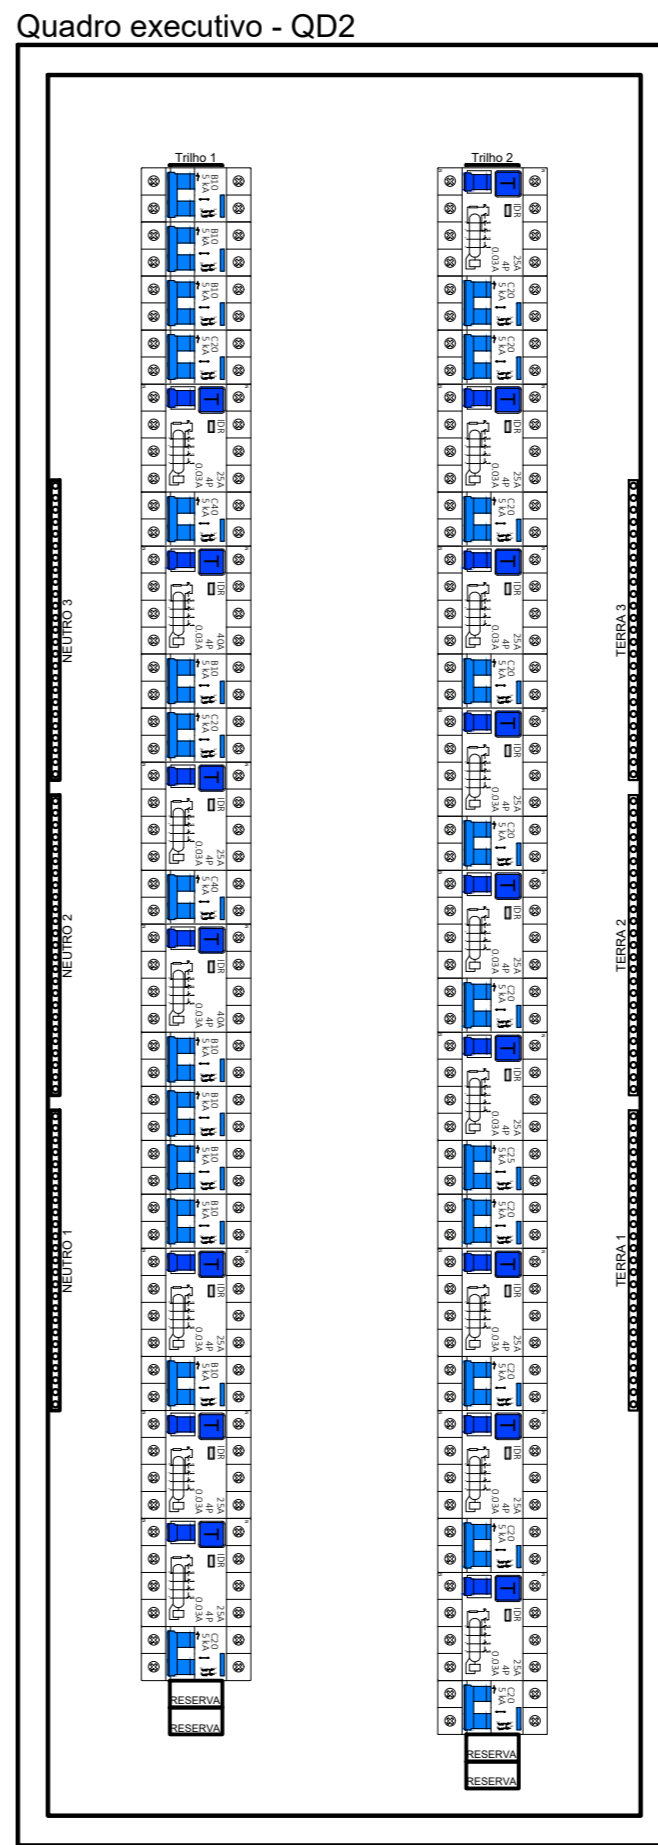 Quadro executivo - QD2
Trilho 1
B10
5 kA
B10
5 kA
B10
5 kA
C20
5 kA
T
IDR
25A
4P
0.03A
C40
5 kA
T
IDR
40A
4P
0.03A
B10
5 kA
C20
5 kA
T
IDR
25A
4P
0.03A
C40
5 kA
T
IDR
40A
4P
0.03A
B10
5 kA
B10
5 kA
B10
5 kA
B10
5 kA
T
IDR
25A
4P
0.03A
B10
5 kA
T
IDR
25A
4P
0.03A
T
IDR
25A
4P
0.03A
C20
5 kA
RESERVA
RESERVA
Trilho 2
T
IDR
25A
4P
0.03A
C20
5 kA
C20
5 kA
T
IDR
25A
4P
0.03A
C20
5 kA
T
IDR
25A
4P
0.03A
C20
5 kA
T
IDR
25A
4P
0.03A
C20
5 kA
T
IDR
25A
4P
0.03A
C20
5 kA
T
IDR
25A
4P
0.03A
C25
5 kA
C20
5 kA
T
IDR
25A
4P
0.03A
C20
5 kA
T
IDR
25A
4P
0.03A
C20
5 kA
T
IDR
25A
4P
0.03A
C20
5 kA
RESERVA
RESERVA
NEUTRO 3
NEUTRO 2
NEUTRO 1
TERRA 3
TERRA 2
TERRA 1